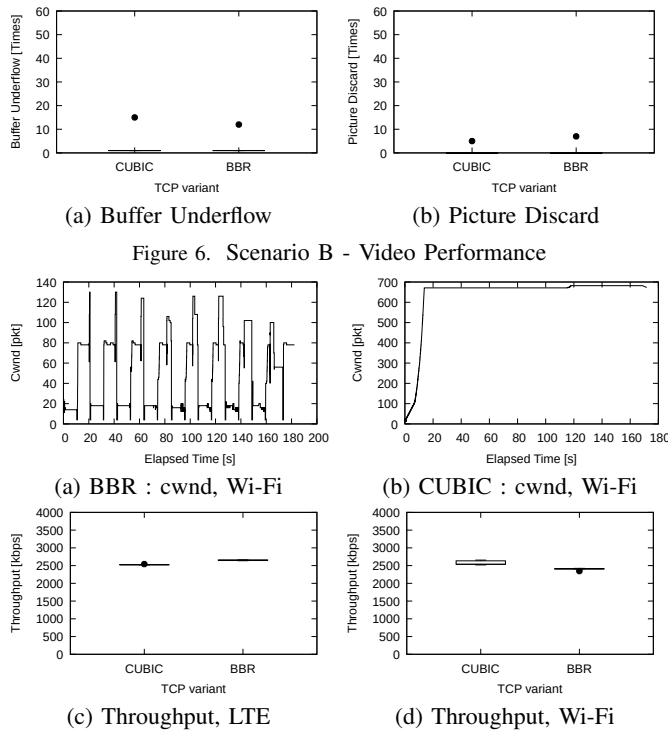 60
50
40
30
20
10
0
Buffer Underflow [Times]
CUBIC BBR
TCP variant
(a) Buffer Underflow
60
50
40
30
20
10
0
Picture Discard [Times]
CUBIC BBR
TCP variant
(b) Picture Discard
Figure 6. Scenario B - Video Performance
140
120
100
80
60
40
20
0
Cwnd [pkt]
0 20 40 60 80 100 120 140 160 180 200
Elapsed Time [s]
(a) BBR : cwnd, Wi-Fi
700
600
500
400
300
200
100
0
Cwnd [pkt]
0 20 40 60 80 100 120 140 160 180
Elapsed Time [s]
(b) CUBIC : cwnd, Wi-Fi
4000
3500
3000
2500
2000
1500
1000
500
0
Throughput [kbps]
CUBIC BBR
TCP variant
(c) Throughput, LTE
4000
3500
3000
2500
2000
1500
1000
500
0
Throughput [kbps]
CUBIC BBR
TCP variant
(d) Throughput, Wi-Fi